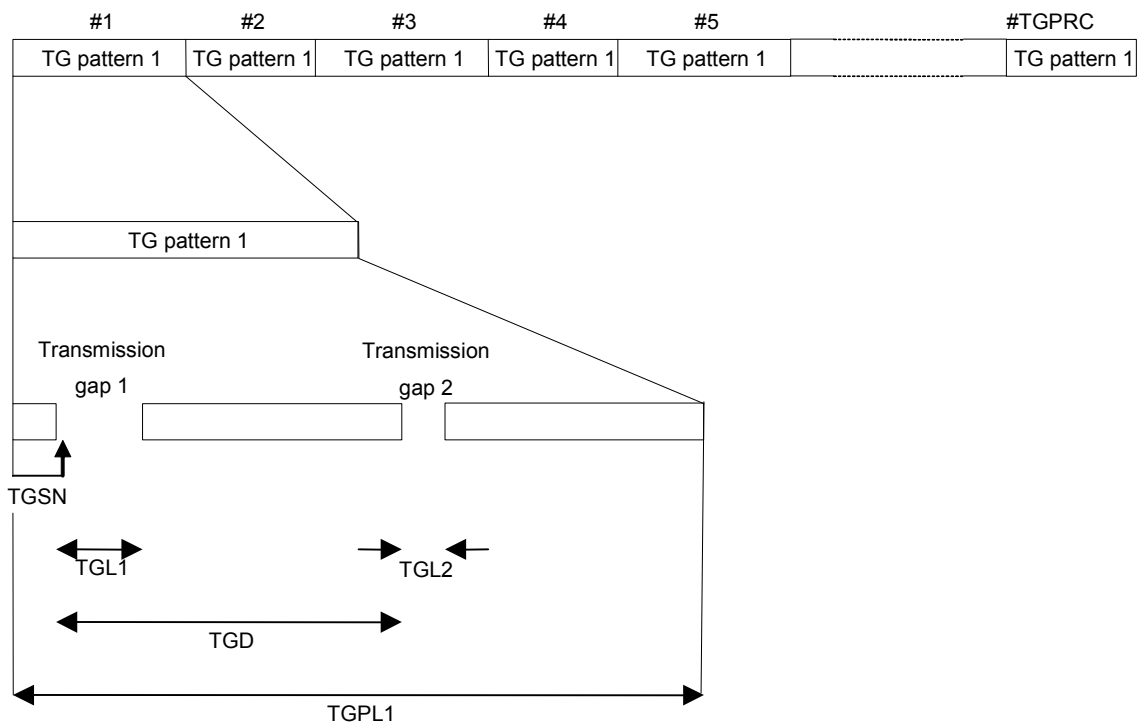 #1 #2 #3 #4 #5 #TGPRC
TG pattern 1 TG pattern 1 TG pattern 1 TG pattern 1 TG pattern 1 TG pattern 1
TG pattern 1
Transmission
gap 1
Transmission
gap 2
TGSN
TGL1 TGL2
TGD
TGPL1